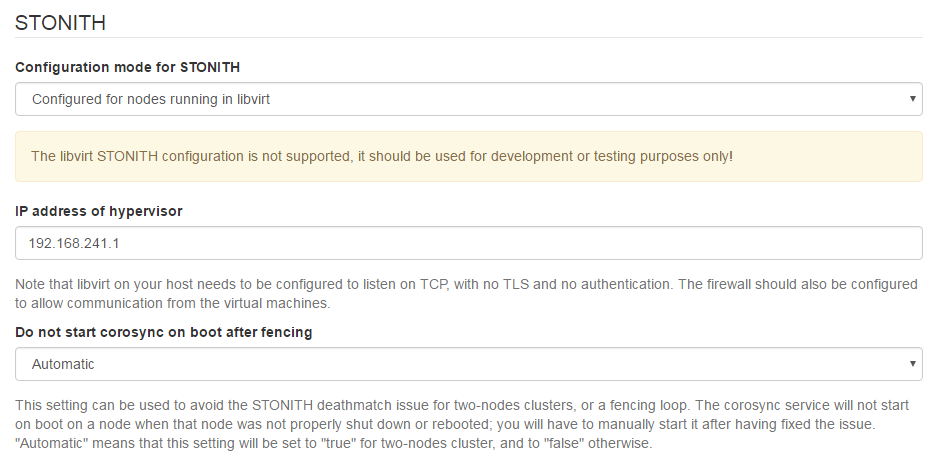 STONITH
Configuration mode for STONITH
Configured for nodes running in libvirt
The libvirt STONITH configuration is not supported, it should be used for development or testing purposes only!
IP address of hypervisor
192.168.241.1
Note that libvirt on your host needs to be configured to listen on TCP, with no TLS and no authentication. The firewall should also be configured
to allow communication from the virtual machines.
Do not start corosync on boot after fencing
Automatic
This setting can be used to avoid the STONITH deathmatch issue for two-nodes clusters, or a fencing loop. The corosync service will not start
on boot on a node when that node was not properly shut down or rebooted; you will have to manually start it after having fixed the issue.
"Automatic" means that this setting will be set to "true" for two-nodes cluster, and to "false" otherwise.